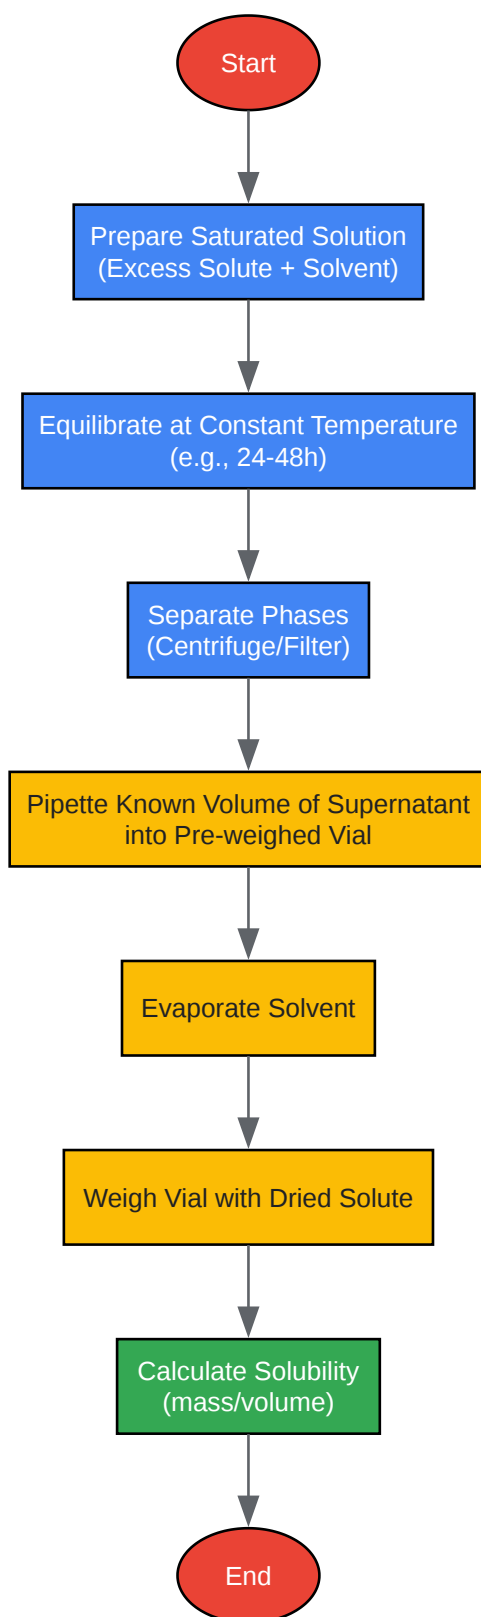 Start
Prepare Saturated Solution
(Excess Solute + Solvent)
Equilibrate at Constant Temperature
(e.g., 24-48h)
Separate Phases
(Centrifuge/Filter)
Pipette Known Volume of Supernatant
into Pre-weighed Vial
Evaporate Solvent
Weigh Vial with Dried Solute
Calculate Solubility
(mass/volume)
End